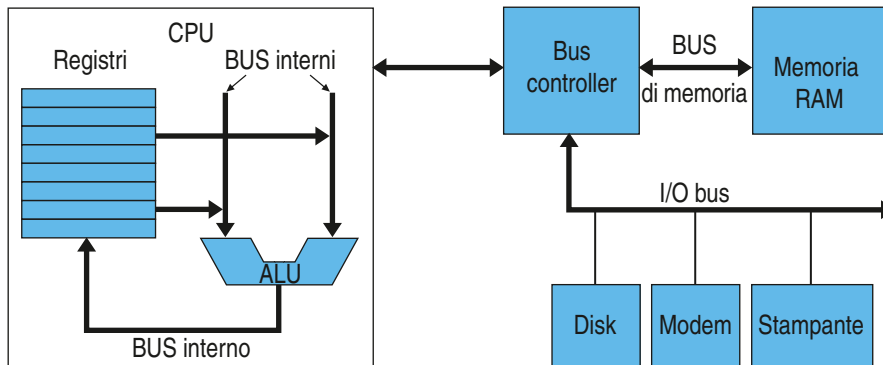 CPU
Registri
BUS interni
ALU
BUS interno
Bus
controller
BUS
di memoria
Memoria
RAM
I/O bus
Disk
Modem
Stampante